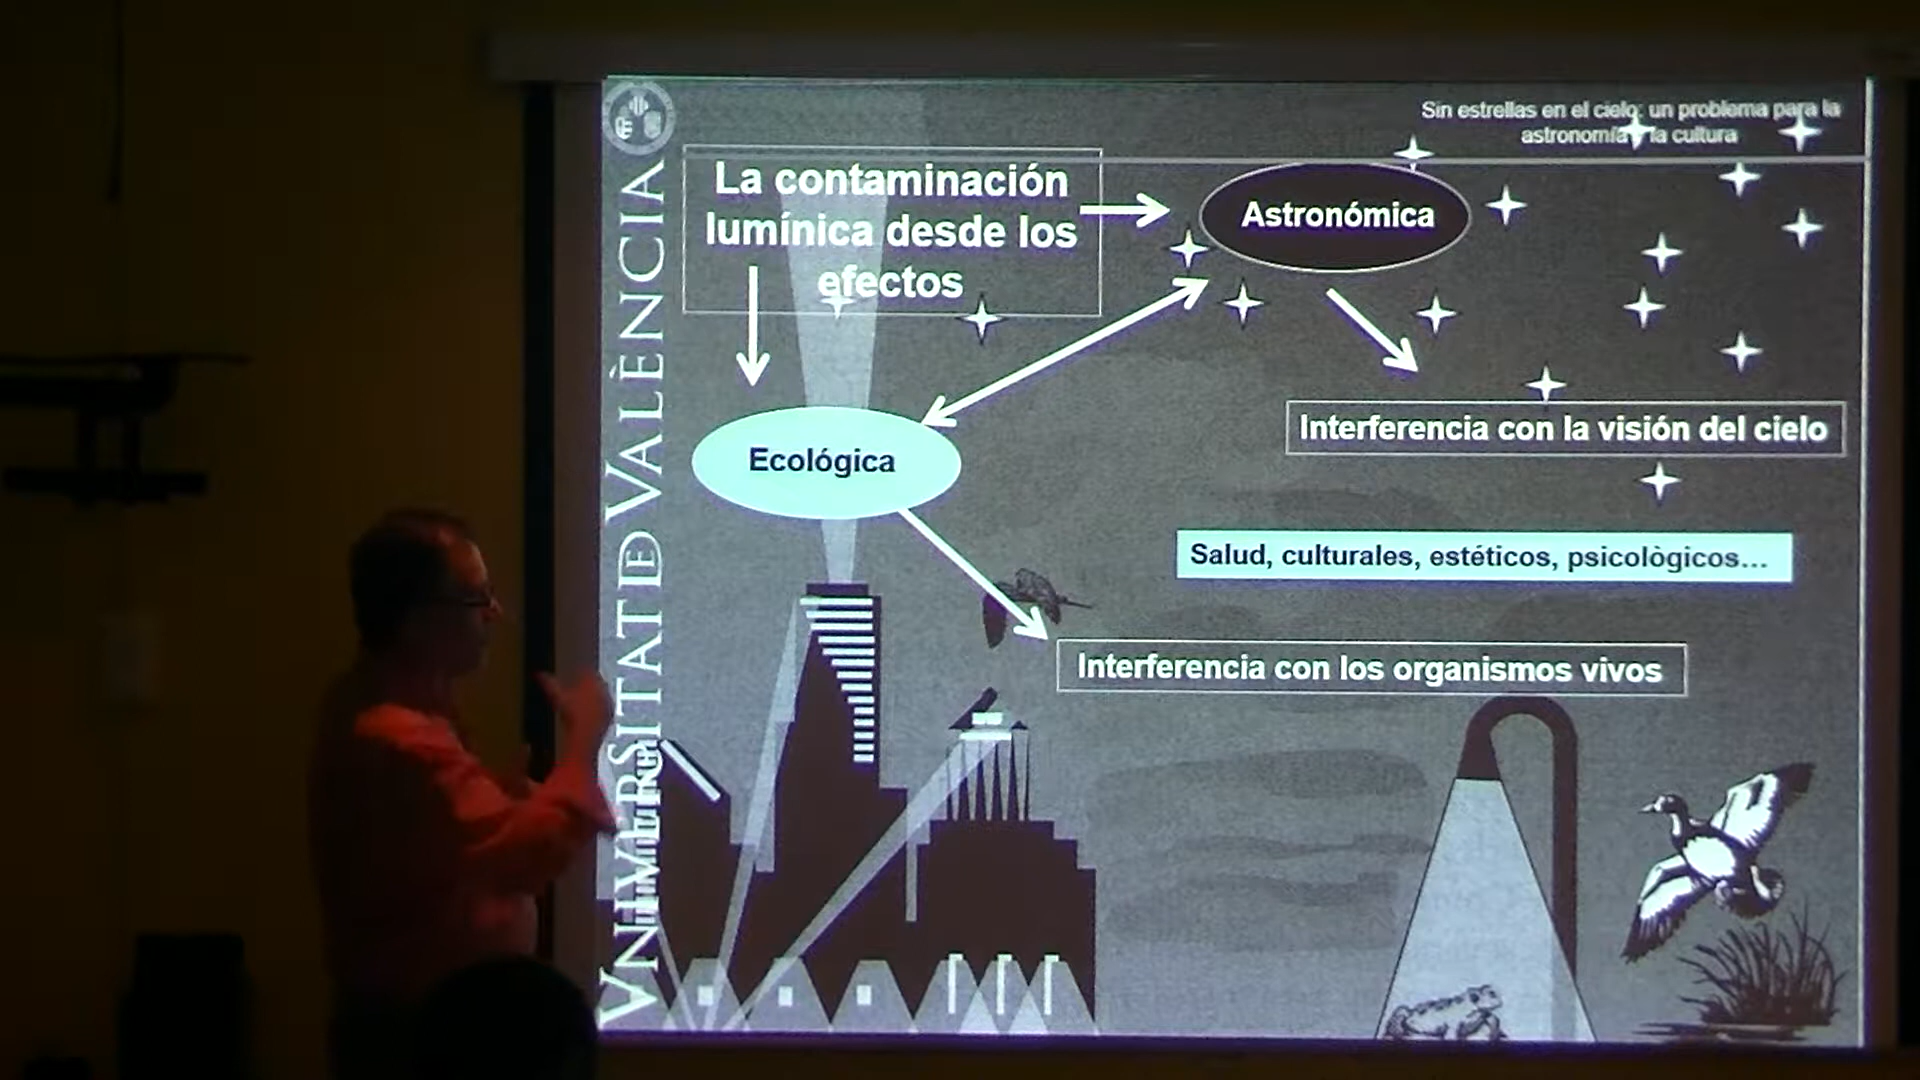 Sin estrellas en el cielo: un problema para la
astronomía y la cultura
La contaminación
lumínica desde los
efectos
Astronómica
Ecológica
Interferencia con la visión del cielo
Salud, culturales, estéticos, psicològicos...
Interferencia con los organismos vivos
VNIVERSITAT DE VALÈNCIA